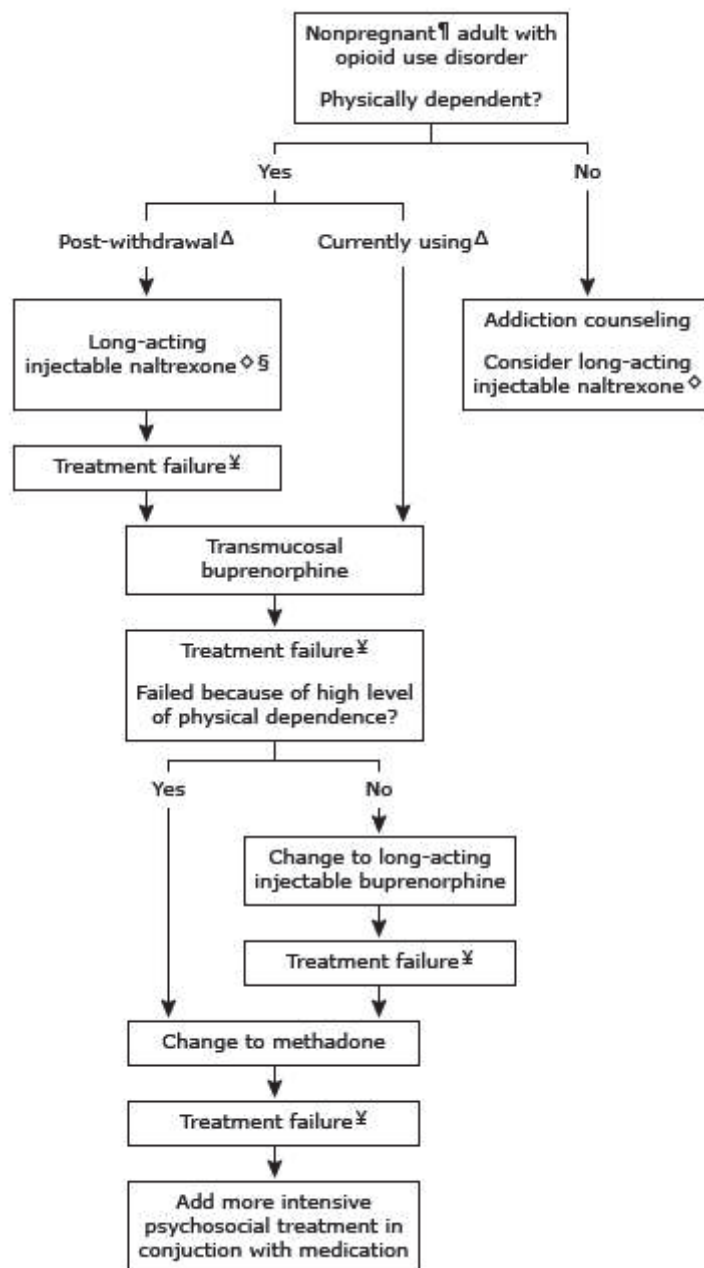 Nonpregnant¶ adult with
opioid use disorder
Physically dependent?
Yes
No
Post-withdrawalΔ
Currently usingΔ
Long-acting
injectable naltrexone◇§
Addiction counseling
Consider long-acting
injectable naltrexone◇
Treatment failure¥
Transmucosal
buprenorphine
Treatment failure¥
Failed because of high level
of physical dependence?
Yes
No
Change to long-acting
injectable buprenorphine
Treatment failure¥
Change to methadone
Treatment failure¥
Add more intensive
psychosocial treatment in
conjuction with medication